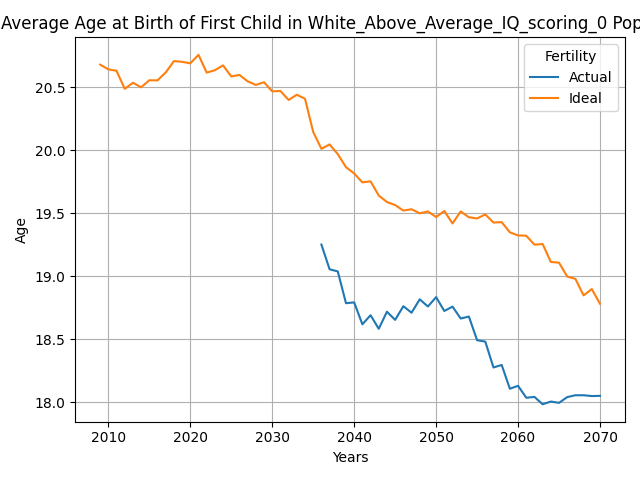 Average Age at Birth of First Child in White_Above_Average_IQ_scoring_0 Pop
Fertility
Actual
Ideal
20.5
20.0
19.5
19.0
18.5
18.0
Age
2010 2020 2030 2040 2050 2060 2070
Years